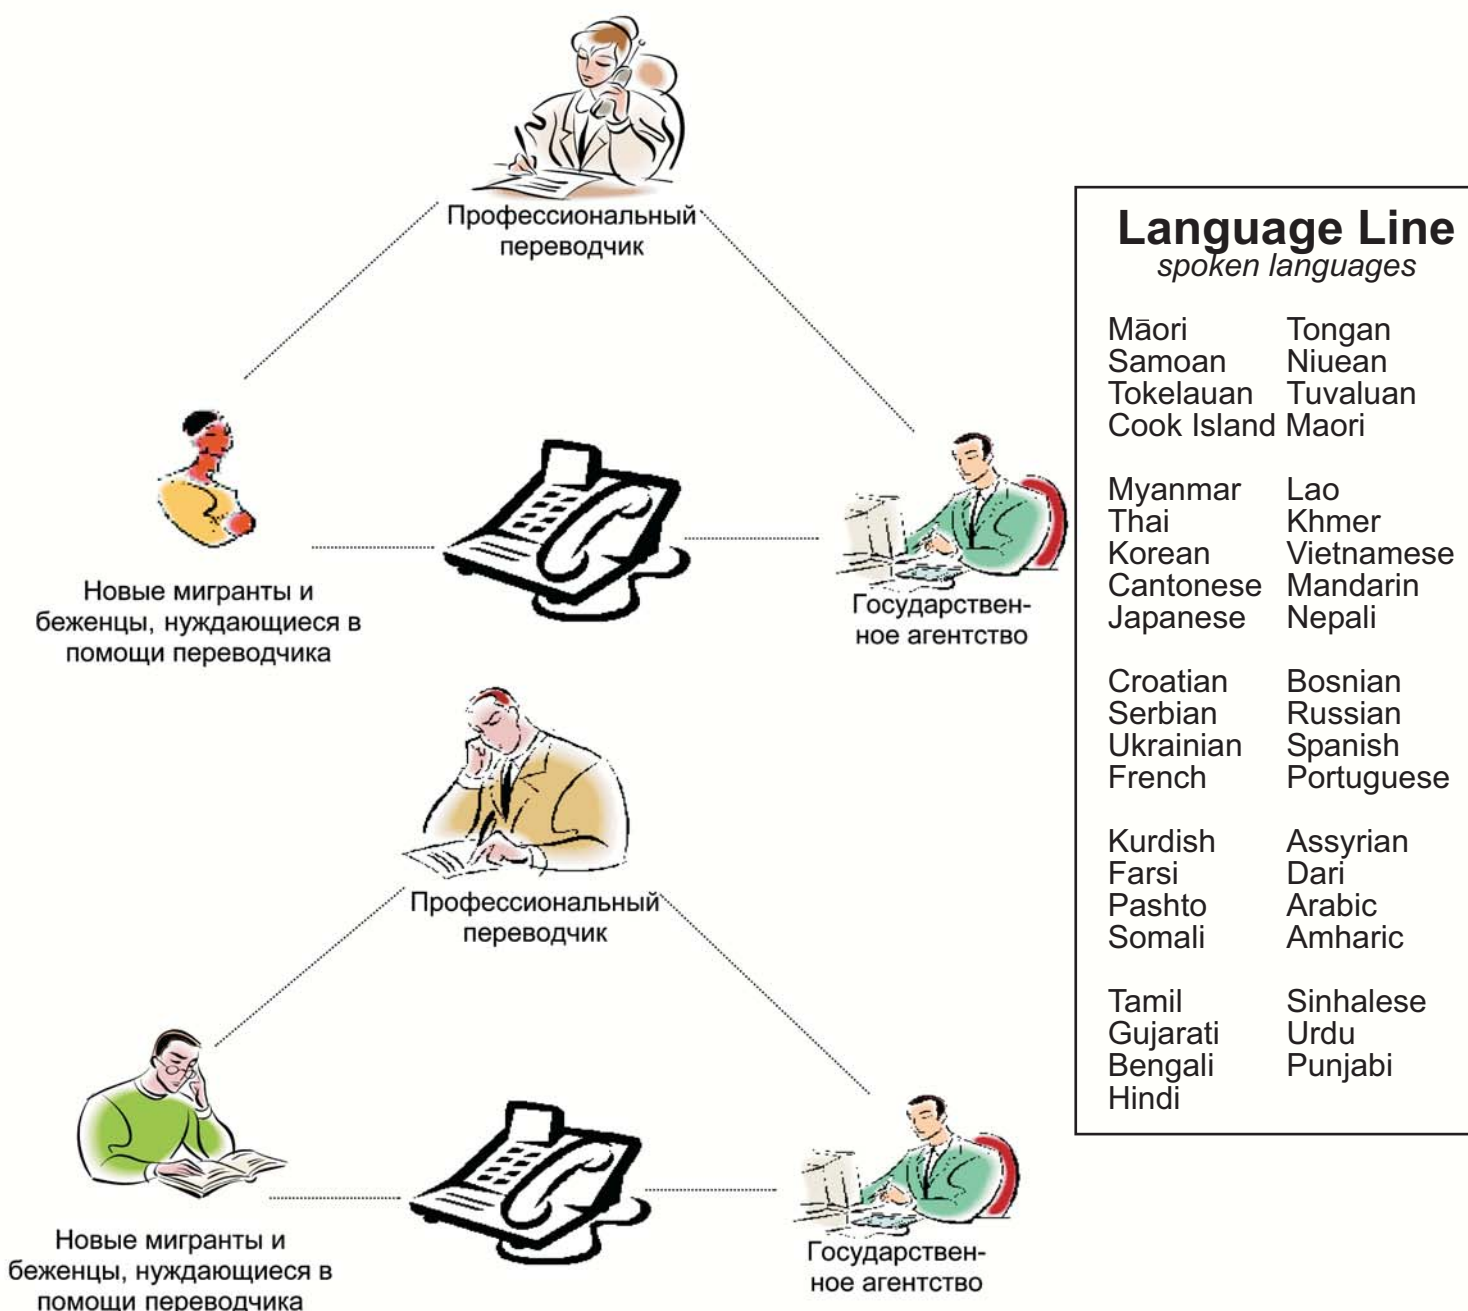 Профессиональный
переводчик
Новые мигранты и
беженцы, нуждающиеся в
помощи переводчика
Государствен-
ное агентство
Профессиональный
переводчик
Новые мигранты и
беженцы, нуждающиеся в
помощи переводчика
Государствен-
ное агентство
Language Line
spoken languages
Māori Tongan
Samoan Niuean
Tokelauan Tuvaluan
Cook Island Maori
Myanmar Lao
Thai Khmer
Korean Vietnamese
Cantonese Mandarin
Japanese Nepali
Croatian Bosnian
Serbian Russian
Ukrainian Spanish
French Portuguese
Kurdish Assyrian
Farsi Dari
Pashto Arabic
Somali Amharic
Tamil Sinhalese
Gujarati Urdu
Bengali Punjabi
Hindi